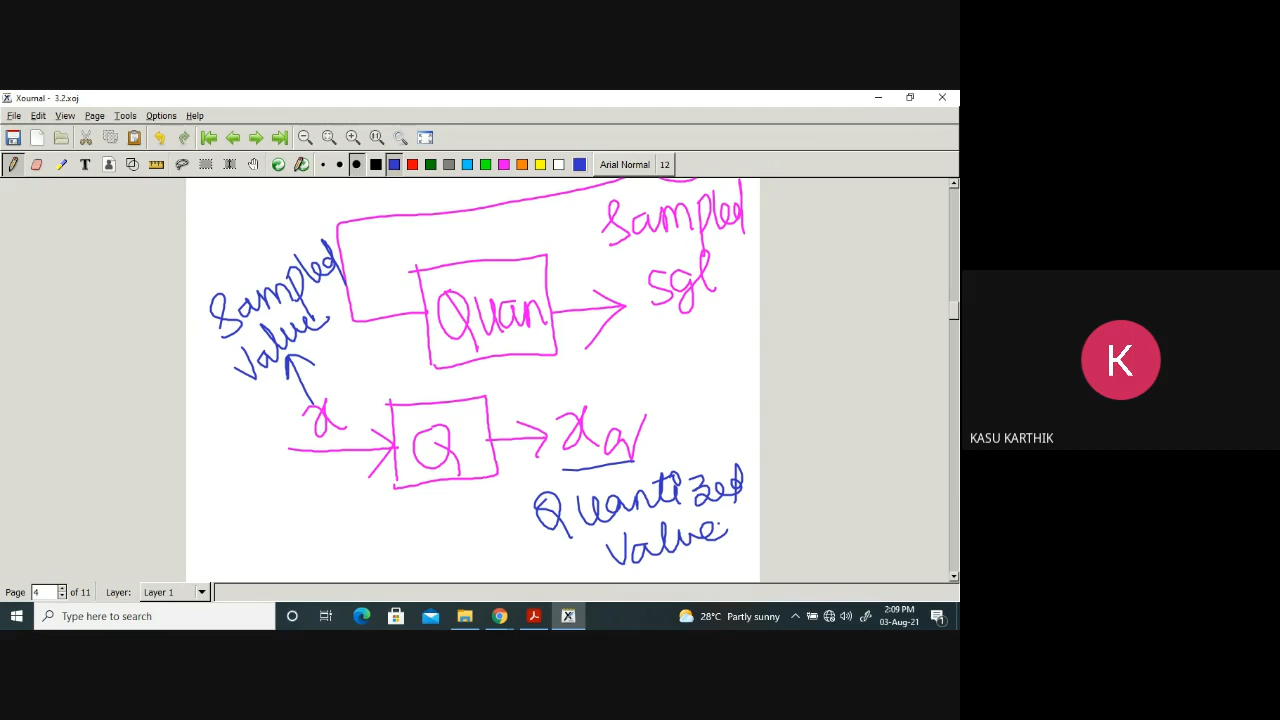 Xournal - 3.2.xoj
File Edit View Page Tools Options Help
T Arial Normal 12
Sampled
sgl
Sampled
value
Quan
x
Q
xq
Quantized
value
Page 4 of 11 Layer: Layer 1
Type here to search
28°C Partly sunny
2:09 PM
03-Aug-21
1
K
KASU KARTHIK